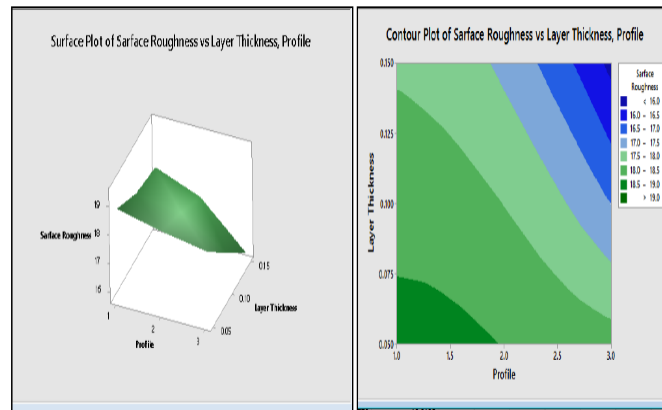 Surface Plot of Sarface Roughness vs Layer Thickness, Profile
19
18
17
16
Sarface Roughness
1
2
3
Profile
0.05
0.10
0.15
Layer Thickness
Contour Plot of Sarface Roughness vs Layer Thickness, Profile
0.150
0.125
0.100
0.075
0.050
Layer Thickness
1.0
1.5
2.0
2.5
3.0
Profile
Sarface
Roughness
< 16.0
16.0 – 16.5
16.5 – 17.0
17.0 – 17.5
17.5 – 18.0
18.0 – 18.5
18.5 – 19.0
> 19.0